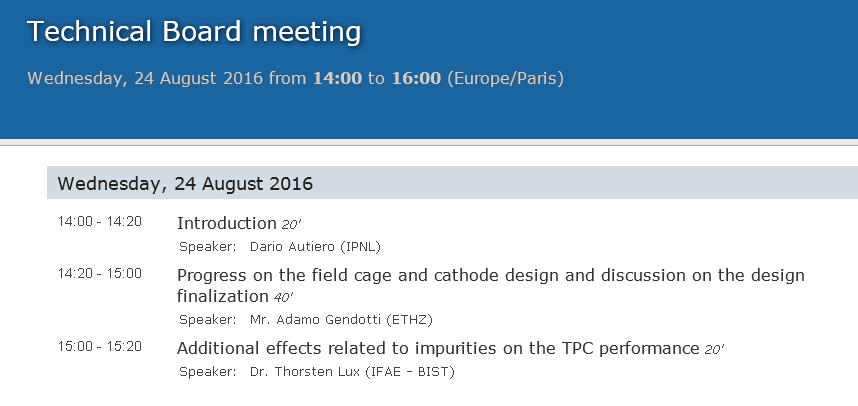 Technical Board meeting
Wednesday, 24 August 2016 from 14:00 to 16:00 (Europe/Paris)
Wednesday, 24 August 2016
14:00 - 14:20 Introduction 20'
Speaker: Dario Autiero (IPNL)
14:20 - 15:00 Progress on the field cage and cathode design and discussion on the design
finalization 40'
Speaker: Mr. Adamo Gendotti (ETHZ)
15:00 - 15:20 Additional effects related to impurities on the TPC performance 20'
Speaker: Dr. Thorsten Lux (IFAE - BIST)